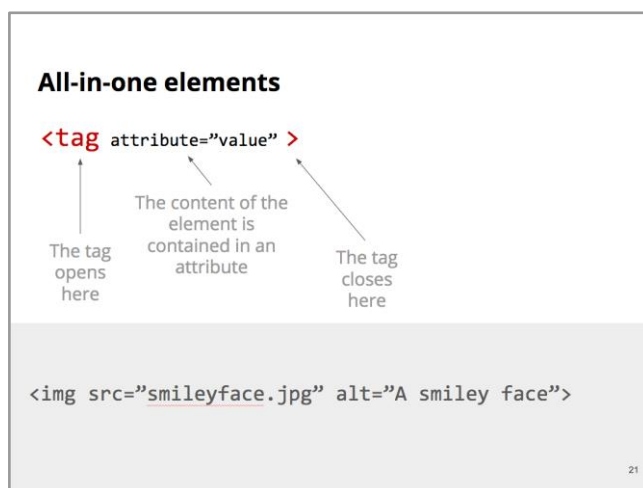 All-in-one elements
<tag attribute=”value” >
The content of the
element is
contained in an
attribute
The tag
opens
here
The tag
closes
here
<img src=”smileyface.jpg” alt=”A smiley face”>
21